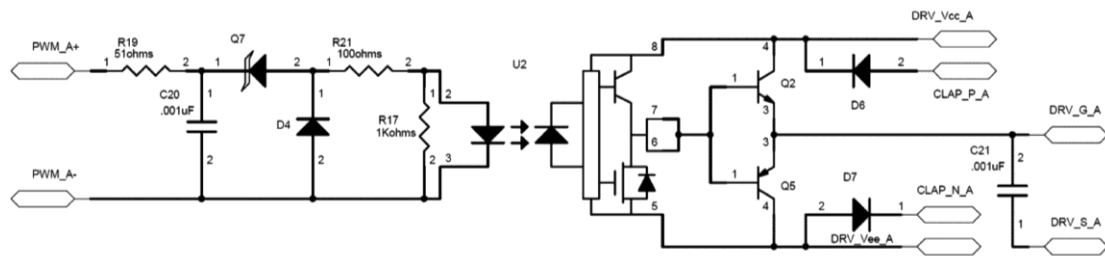 PWM_A+
R19
51ohms
1
2
Q7
1
2
R21
100ohms
1
2
C20
.001uF
1
2
D4
1
2
R17
1Kohms
1
2
2
3
U2
8
7
6
5
1
Q2
4
3
3
1
Q5
4
DRV_Vcc_A
1
2
D6
CLAP_P_A
DRV_G_A
C21
.001uF
2
1
D7
2
1
CLAP_N_A
DRV_Vee_A
DRV_S_A
PWM_A-